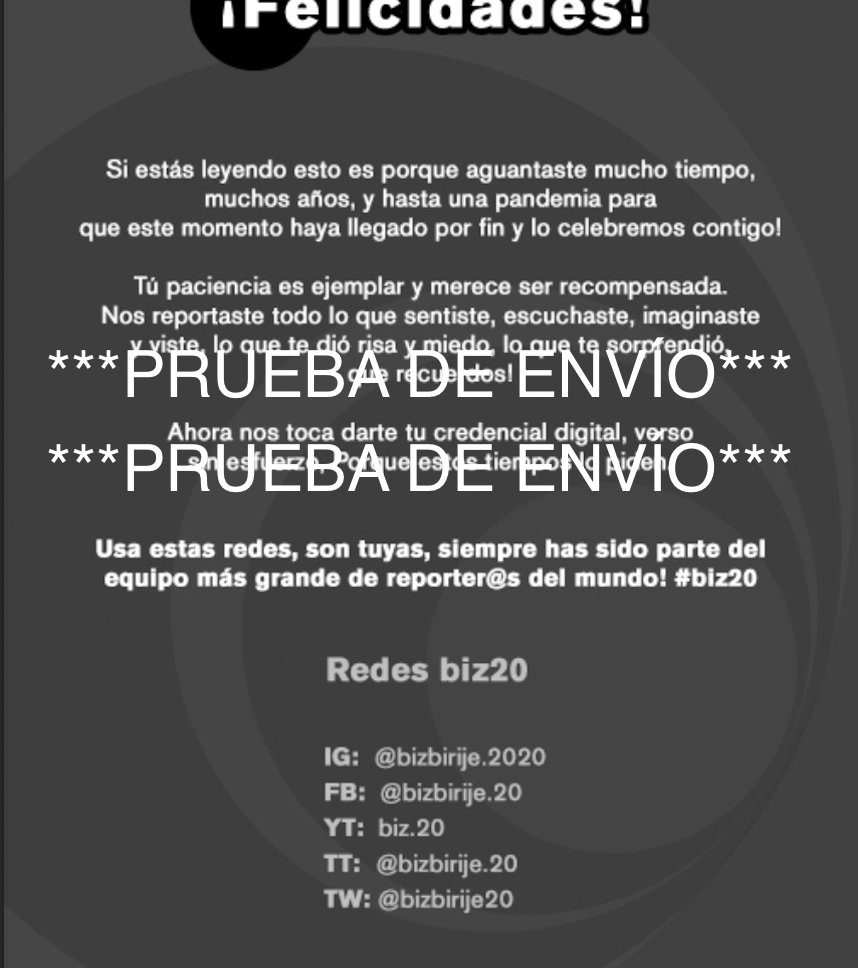 ¡Felicidades!
Si estás leyendo esto es porque aguantaste mucho tiempo,
muchos años, y hasta una pandemia para
que este momento haya llegado por fin y lo celebremos contigo!
Tú paciencia es ejemplar y merece ser recompensada.
Nos reportaste todo lo que sentiste, escuchaste, imaginaste
y viste, lo que te dió risa y miedo, lo que te sorprendió,
que recuerdos!
***PRUEBA DE ENVÍO***
Ahora nos toca darte tu credencial digital, verso
sin esfuerzo, Porque estos tiempos lo piden
***PRUEBA DE ENVÍO***
Usa estas redes, son tuyas, siempre has sido parte del
equipo más grande de reporter@s del mundo! #biz20
Redes biz20
IG: @bizbirije.2020
FB: @bizbirije.20
YT: biz.20
TT: @bizbirije.20
TW: @bizbirije20